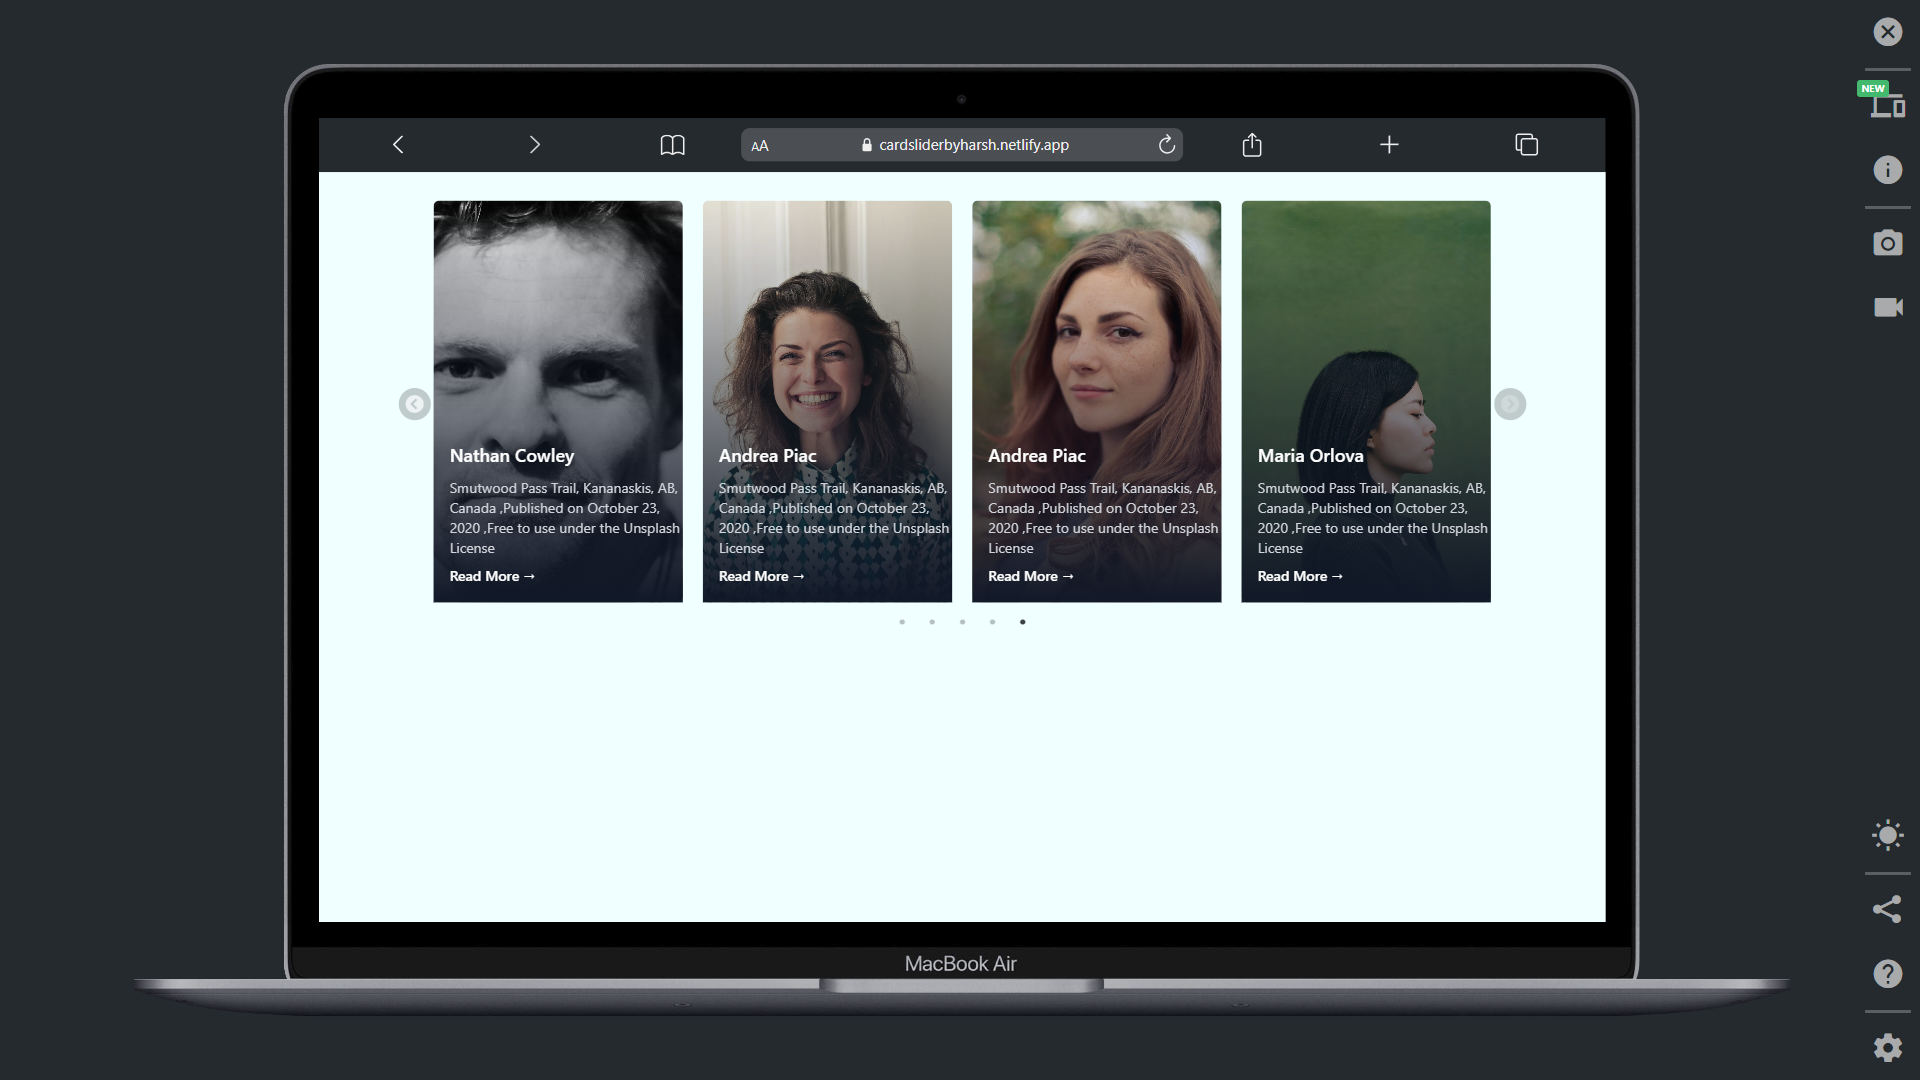 NEW
AA
cardsliderbyharsh.netlify.app
Nathan Cowley
Smutwood Pass Trail, Kananaskis, AB,
Canada ,Published on October 23,
2020 ,Free to use under the Unsplash
License
Read More →
Andrea Piac
Smutwood Pass Trail, Kananaskis, AB,
Canada ,Published on October 23,
2020 ,Free to use under the Unsplash
License
Read More →
Andrea Piac
Smutwood Pass Trail, Kananaskis, AB,
Canada ,Published on October 23,
2020 ,Free to use under the Unsplash
License
Read More →
Maria Orlova
Smutwood Pass Trail, Kananaskis, AB,
Canada ,Published on October 23,
2020 ,Free to use under the Unsplash
License
Read More →
MacBook Air